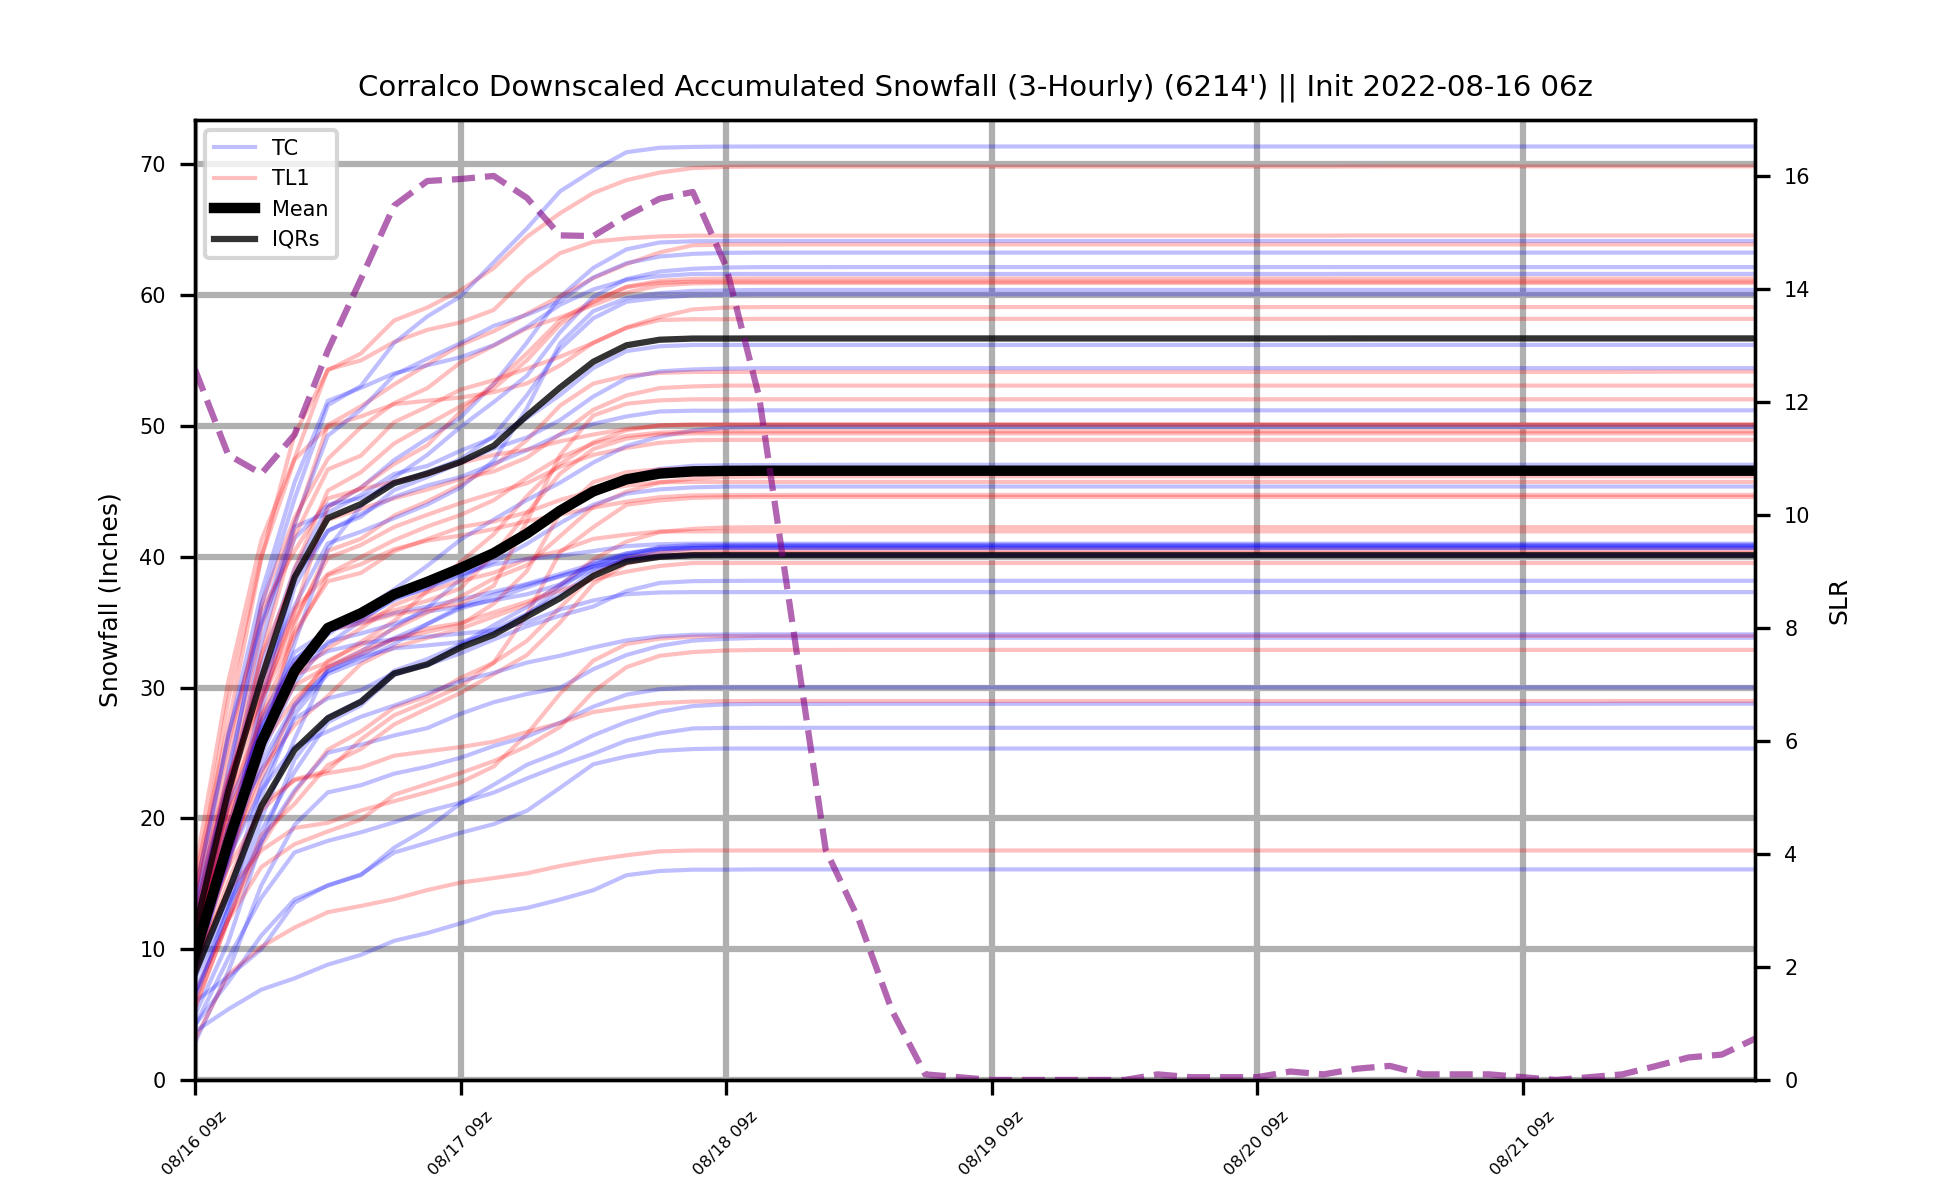 Corralco Downscaled Accumulated Snowfall (3-Hourly) (6214') || Init 2022-08-16 06z
TC
TL1
Mean
IQRs
Snowfall (Inches)
70
60
50
40
30
20
10
0
SLR
16
14
12
10
8
6
4
2
0
08/16 09z
08/17 09z
08/18 09z
08/19 09z
08/20 09z
08/21 09z